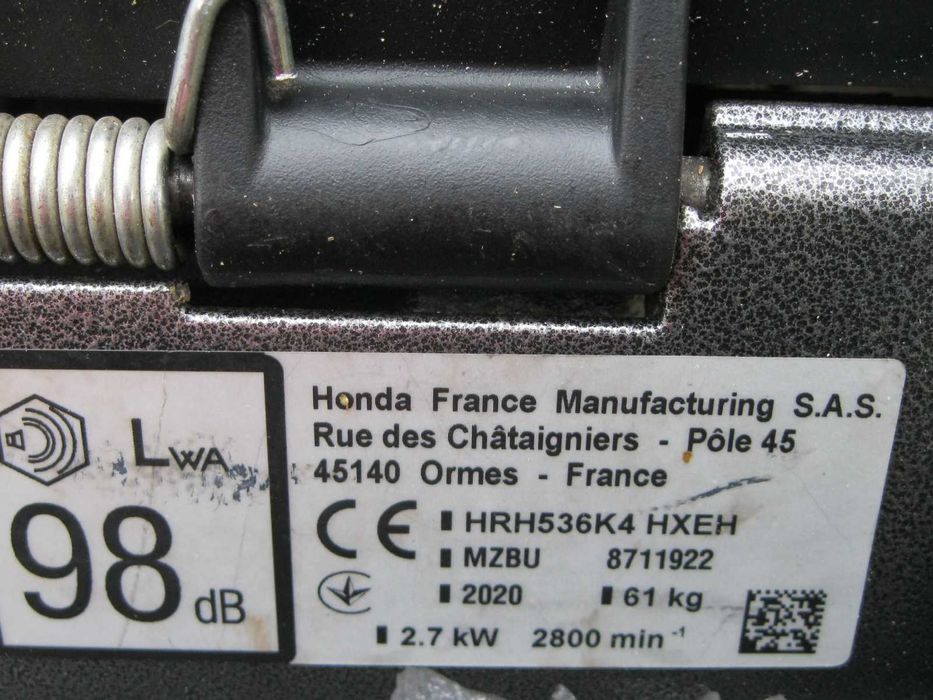 Honda France Manufacturing S.A.S.
Rue des Châtaigniers - Pôle 45
45140 Ormes - France
LWA
98 dB
CE HRH536K4 HXEH
MZBU 8711922
2020 61 kg
2.7 kW 2800 min⁻¹